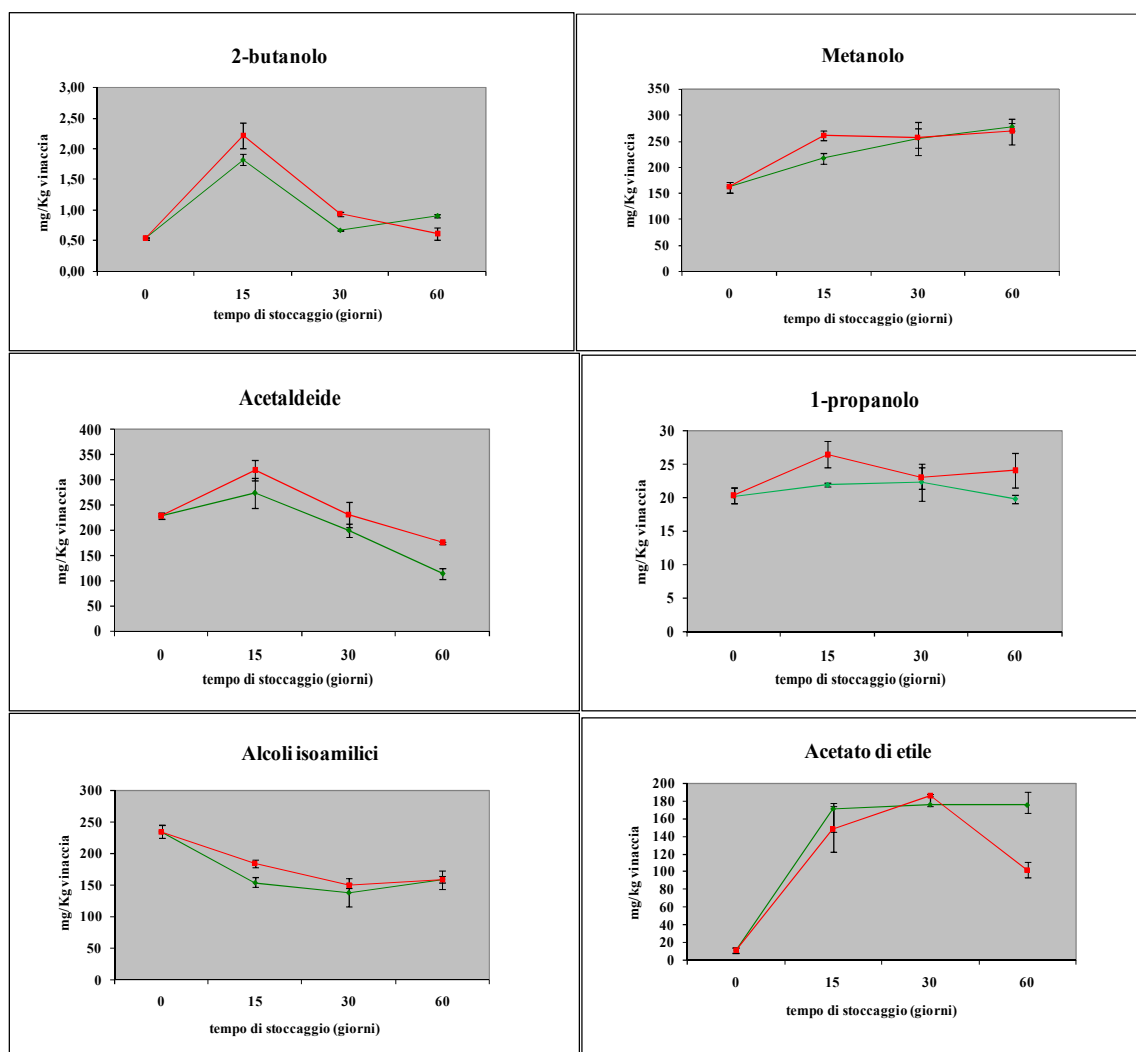 2-butanolo
3,00
2,50
2,00
1,50
1,00
0,50
0,00
mg/Kg vinaccia
0 15 30 60
tempo di stoccaggio (giorni)
Metanolo
350
300
250
200
150
100
50
0
mg/Kg vinaccia
0 15 30 60
tempo di stoccaggio (giorni)
Acetaldeide
400
350
300
250
200
150
100
50
0
mg/Kg vinaccia
0 15 30 60
tempo di stoccaggio (giorni)
1-propanolo
30
25
20
15
10
5
0
mg/Kg vinaccia
0 15 30 60
tempo di stoccaggio (giorni)
Alcoli isoamilici
300
250
200
150
100
50
0
mg/Kg vinaccia
0 15 30 60
tempo di stoccaggio (giorni)
Acetato di etile
200
180
160
140
120
100
80
60
40
20
0
mg/kg vinaccia
0 15 30 60
tempo di stoccaggio (giorni)